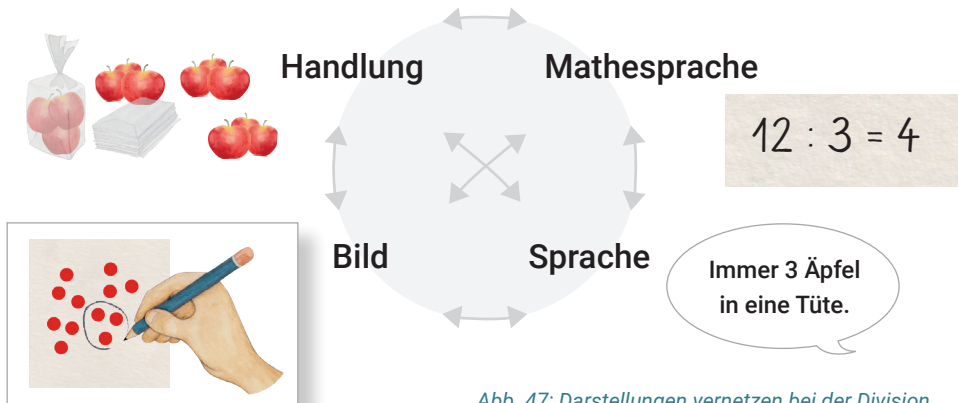 Handlung
Mathesprache
12 : 3 = 4
Bild
Sprache
Immer 3 Äpfel
in eine Tüte.
Abb. 47: Darstellungen vernetzen bei der Division